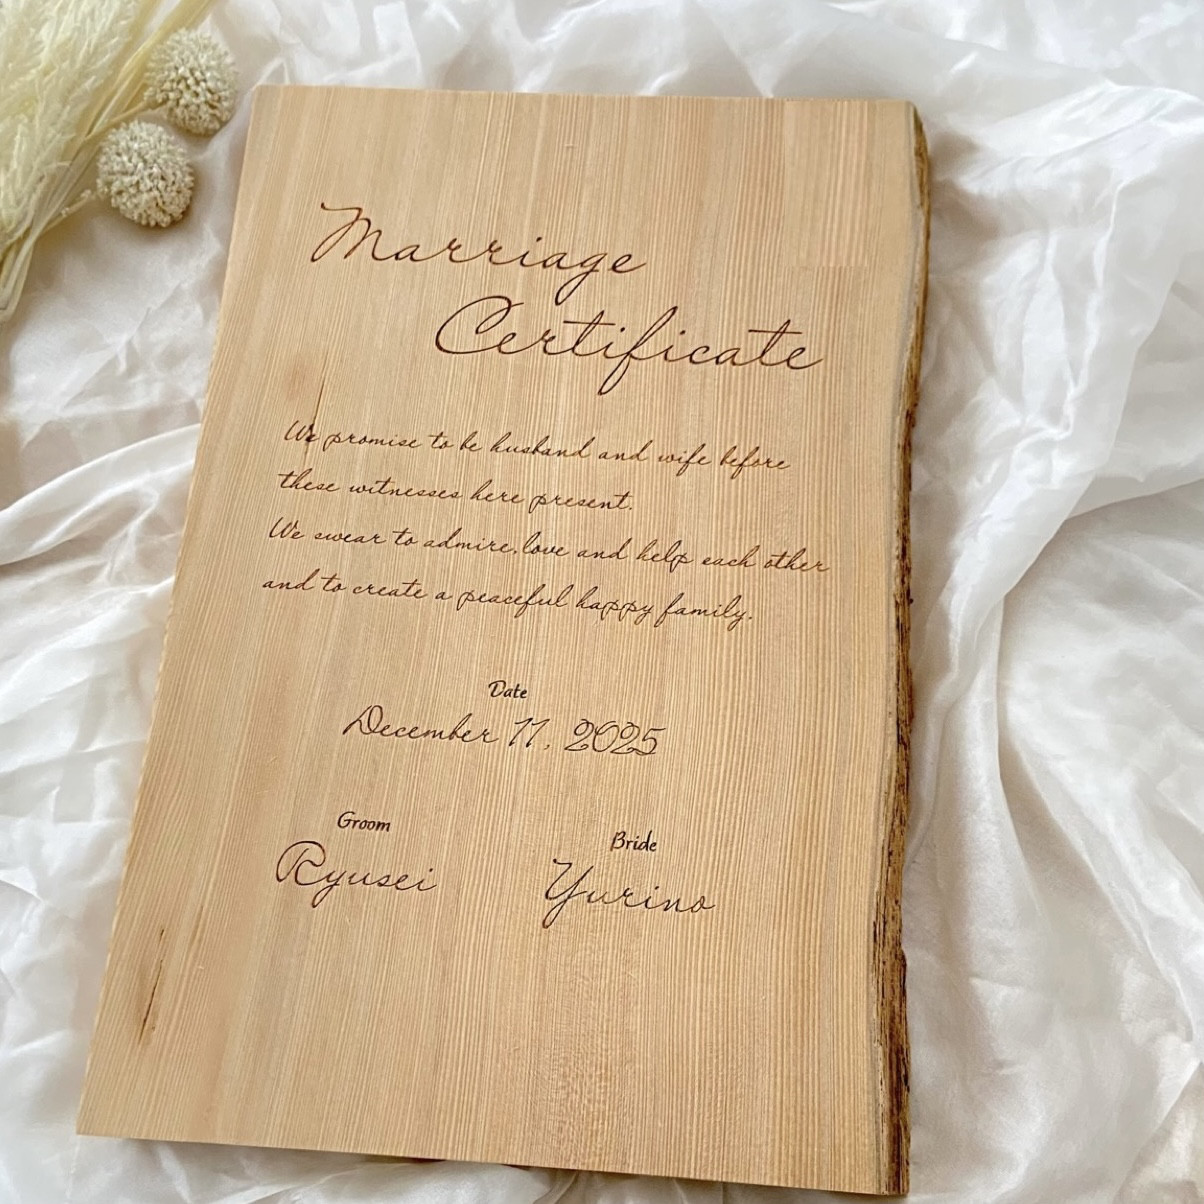 Marriage
Certificate
We promise to be husband and wife before
these witnesses here present.
We swear to admire,love and help each other
and to create a peaceful happy family.
Date
December 11, 2025
Groom
Bride
Ryusei
Yurino